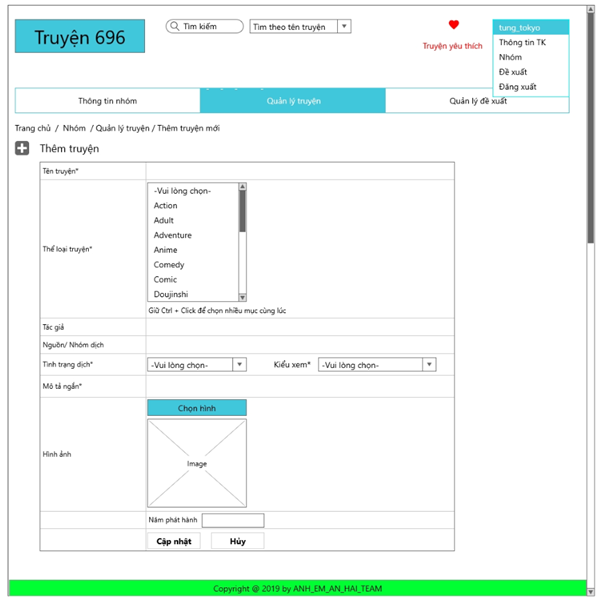 Truyện 696
Tìm kiếm
Tìm theo tên truyện
Truyện yêu thích
tung_tokyo
Thông tin TK
Nhóm
Đề xuất
Đăng xuất
Thông tin nhóm
Quản lý truyện
Quản lý đề xuất
Trang chủ / Nhóm / Quản lý truyện / Thêm truyện mới
Thêm truyện
Tên truyện*
Thể loại truyện*
-Vui lòng chọn-
Action
Adult
Adventure
Anime
Comedy
Comic
Doujinshi
Giữ Ctrl + Click để chọn nhiều mục cùng lúc
Tác giả
Nguồn/ Nhóm dịch
Tình trạng dịch*
-Vui lòng chọn-
Kiểu xem*
-Vui lòng chọn-
Mô tả ngắn*
Hình ảnh
Chọn hình
Image
Năm phát hành
Cập nhật
Hủy
Copyright @ 2019 by ANH_EM_AN_HAI_TEAM